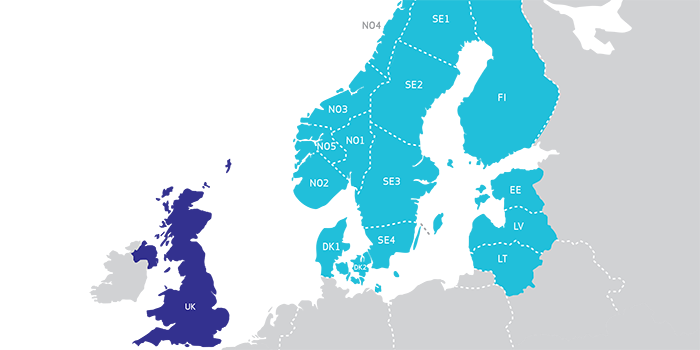 NO4
SE1
SE2
FI
NO3
NO1
NO5
NO2
SE3
EE
LV
DK1
SE4
DK2
LT
UK